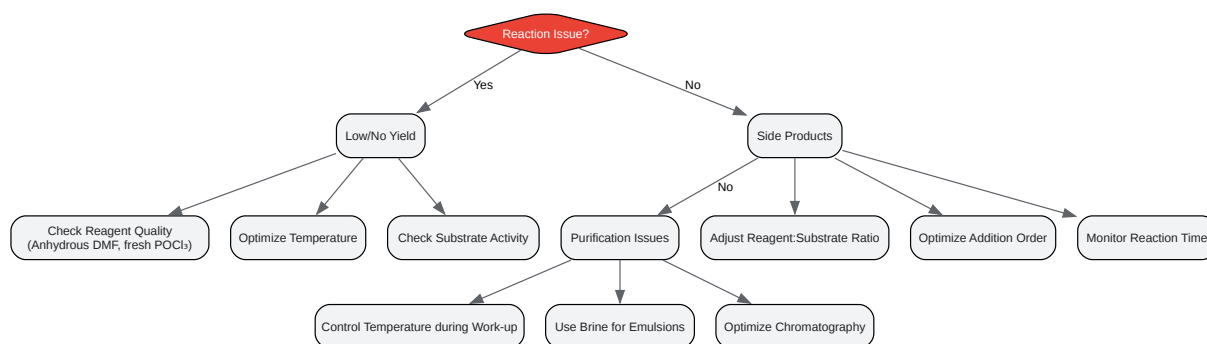 Reaction Issue?
Yes
No
Low/No Yield
Side Products
No
Check Reagent Quality
(Anhydrous DMF, fresh POCl₃)
Optimize Temperature
Check Substrate Activity
Purification Issues
Adjust Reagent:Substrate Ratio
Optimize Addition Order
Monitor Reaction Time
Control Temperature during Work-up
Use Brine for Emulsions
Optimize Chromatography